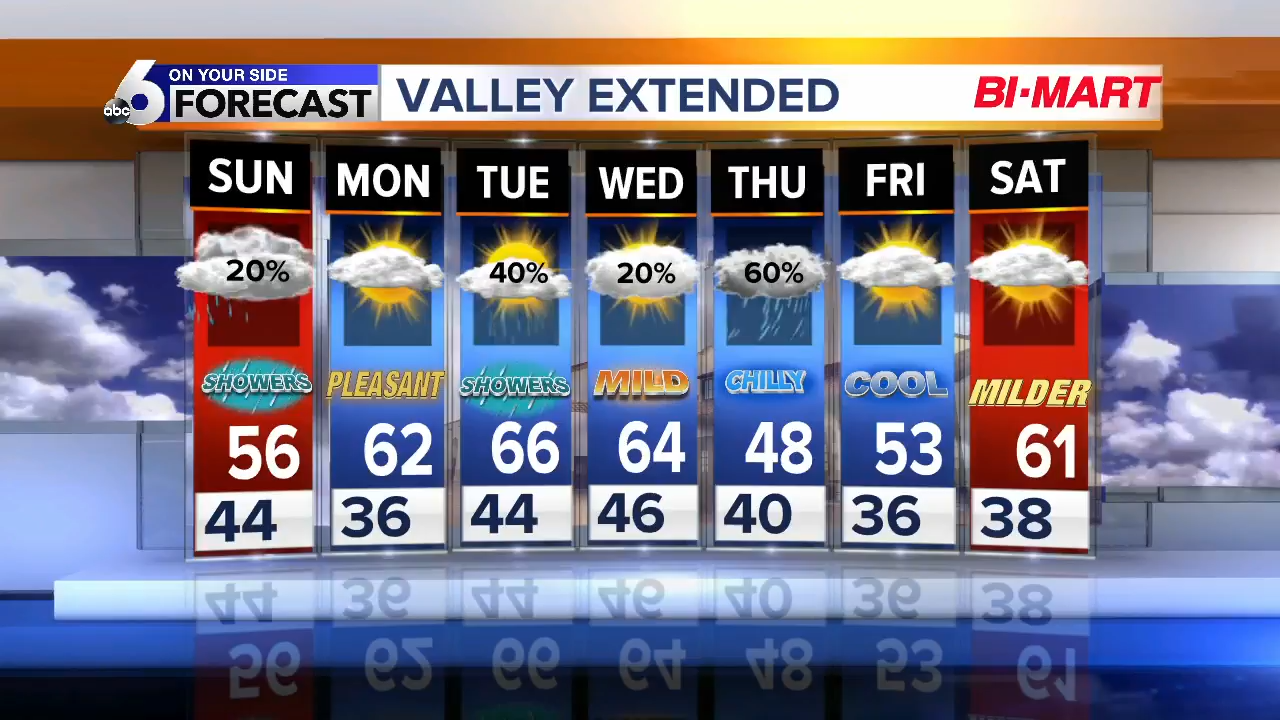 ON YOUR SIDE
abc 6 FORECAST
VALLEY EXTENDED
BI·MART
SUN MON TUE WED THU FRI SAT
20% 40% 20% 60%
SHOWERS PLEASANT SHOWERS MILD CHILLY COOL MILDER
56 62 66 64 48 53 61
44 36 44 46 40 36 38